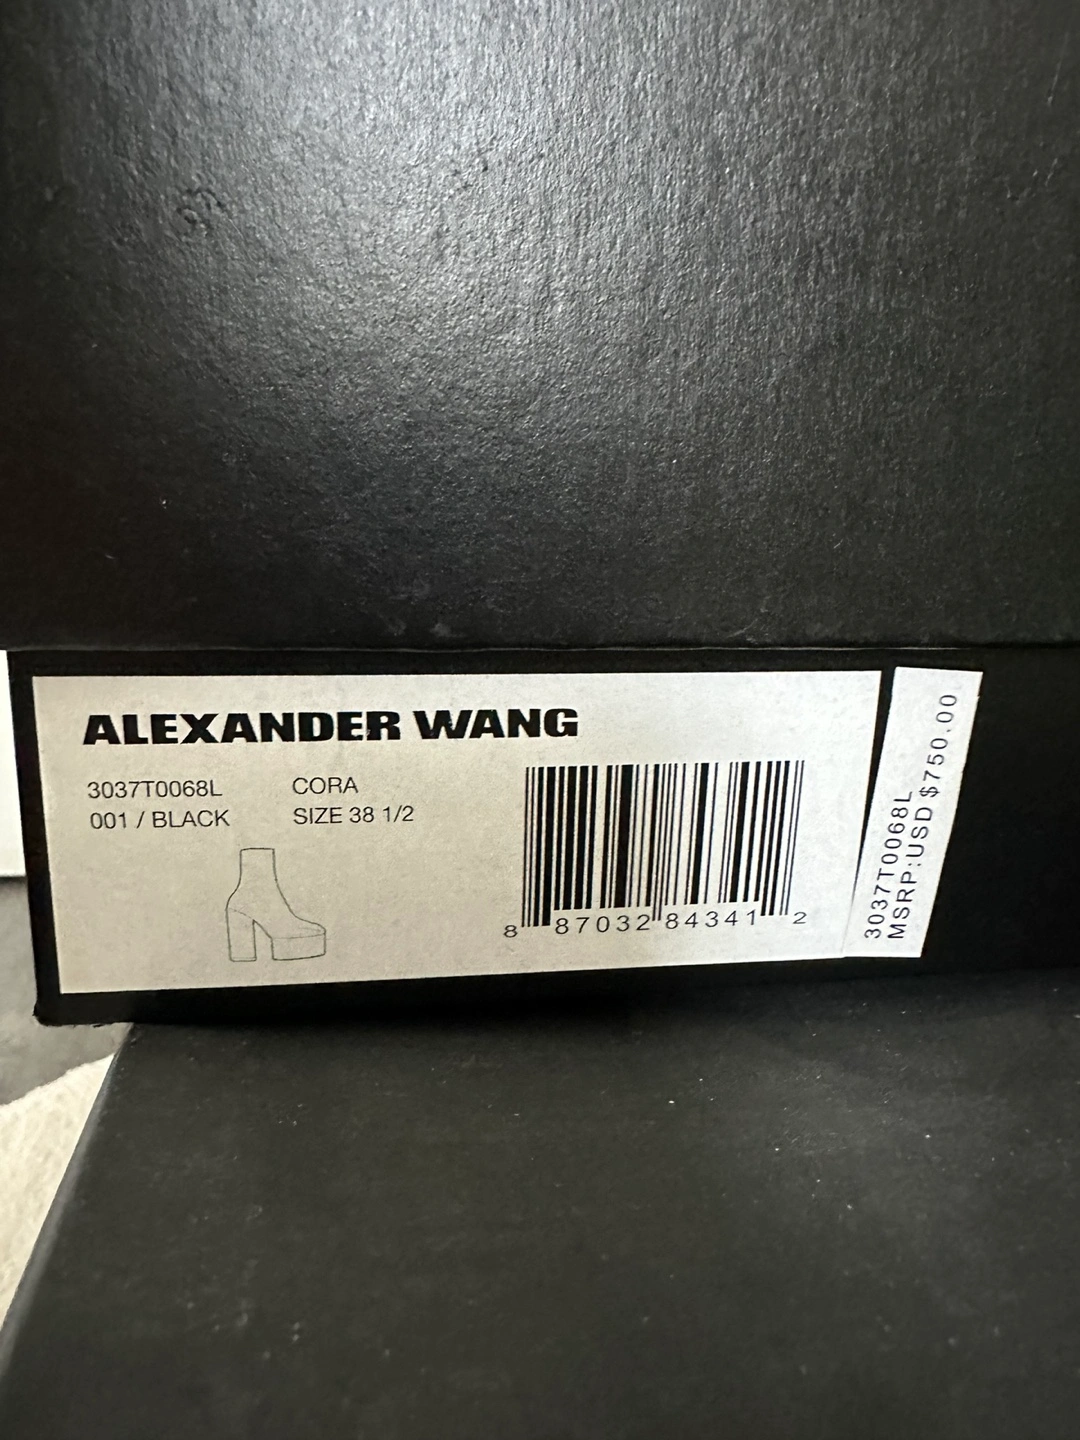 ALEXANDER WANG
3037T0068L
CORA
001 / BLACK
SIZE 38 1/2
8 87032 84341 2
3037T0068L
MSRP:USD $750.00